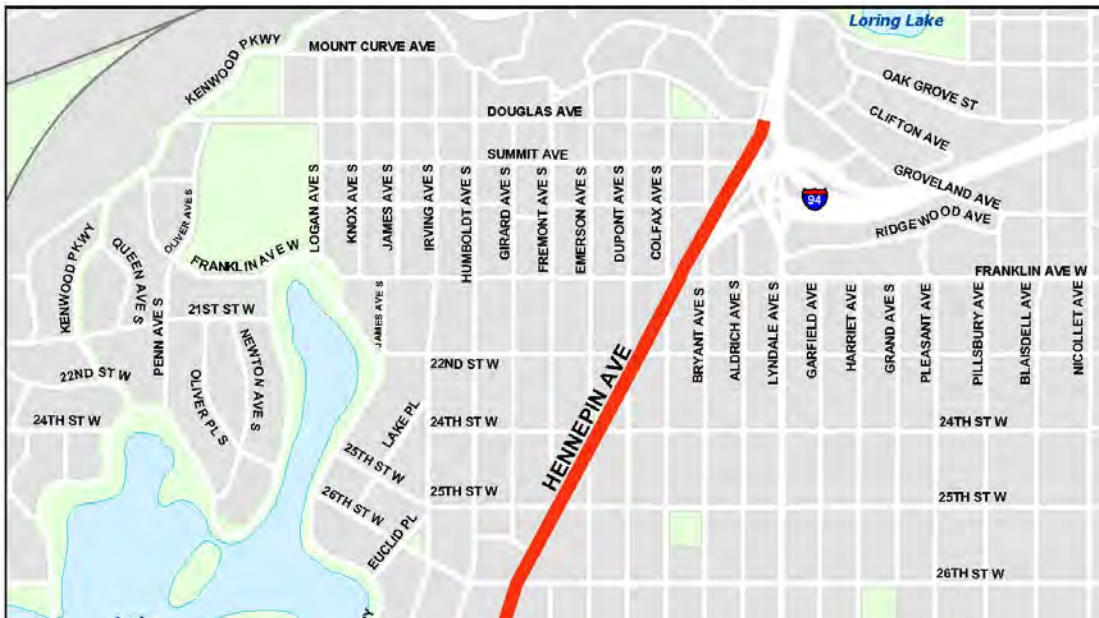 Loring Lake
KENWOOD PKWY
MOUNT CURVE AVE
OAK GROVE ST
DOUGLAS AVE
CLIFTON AVE
SUMMIT AVE
GROVELAND AVE
94
RIDGEWOOD AVE
OLIVER AVE S
LOGAN AVE S
KNOX AVE S
JAMES AVE S
IRVING AVE S
HUMBOLDT AVE S
GIRARD AVE S
FREMONT AVE S
EMERSON AVE S
DUPONT AVE S
COLFAX AVE S
KENWOOD PKWY
QUEEN AVE S
FRANKLIN AVE W
FRANKLIN AVE W
PENN AVE S
21ST ST W
NEWTON AVE S
JAMES AVE S
BRYANT AVE S
ALDRICH AVE S
LYNDALE AVE S
GARFIELD AVE
HARRIET AVE
GRAND AVE S
PLEASANT AVE
PILLSBURY AVE
BLAISDELL AVE
NICOLLET AVE
22ND ST W
OLIVER PL S
22ND ST W
24TH ST W
LAKE PL
24TH ST W
HENNEPIN AVE
24TH ST W
25TH ST W
25TH ST W
25TH ST W
26TH ST W
EUCLID PL
26TH ST W